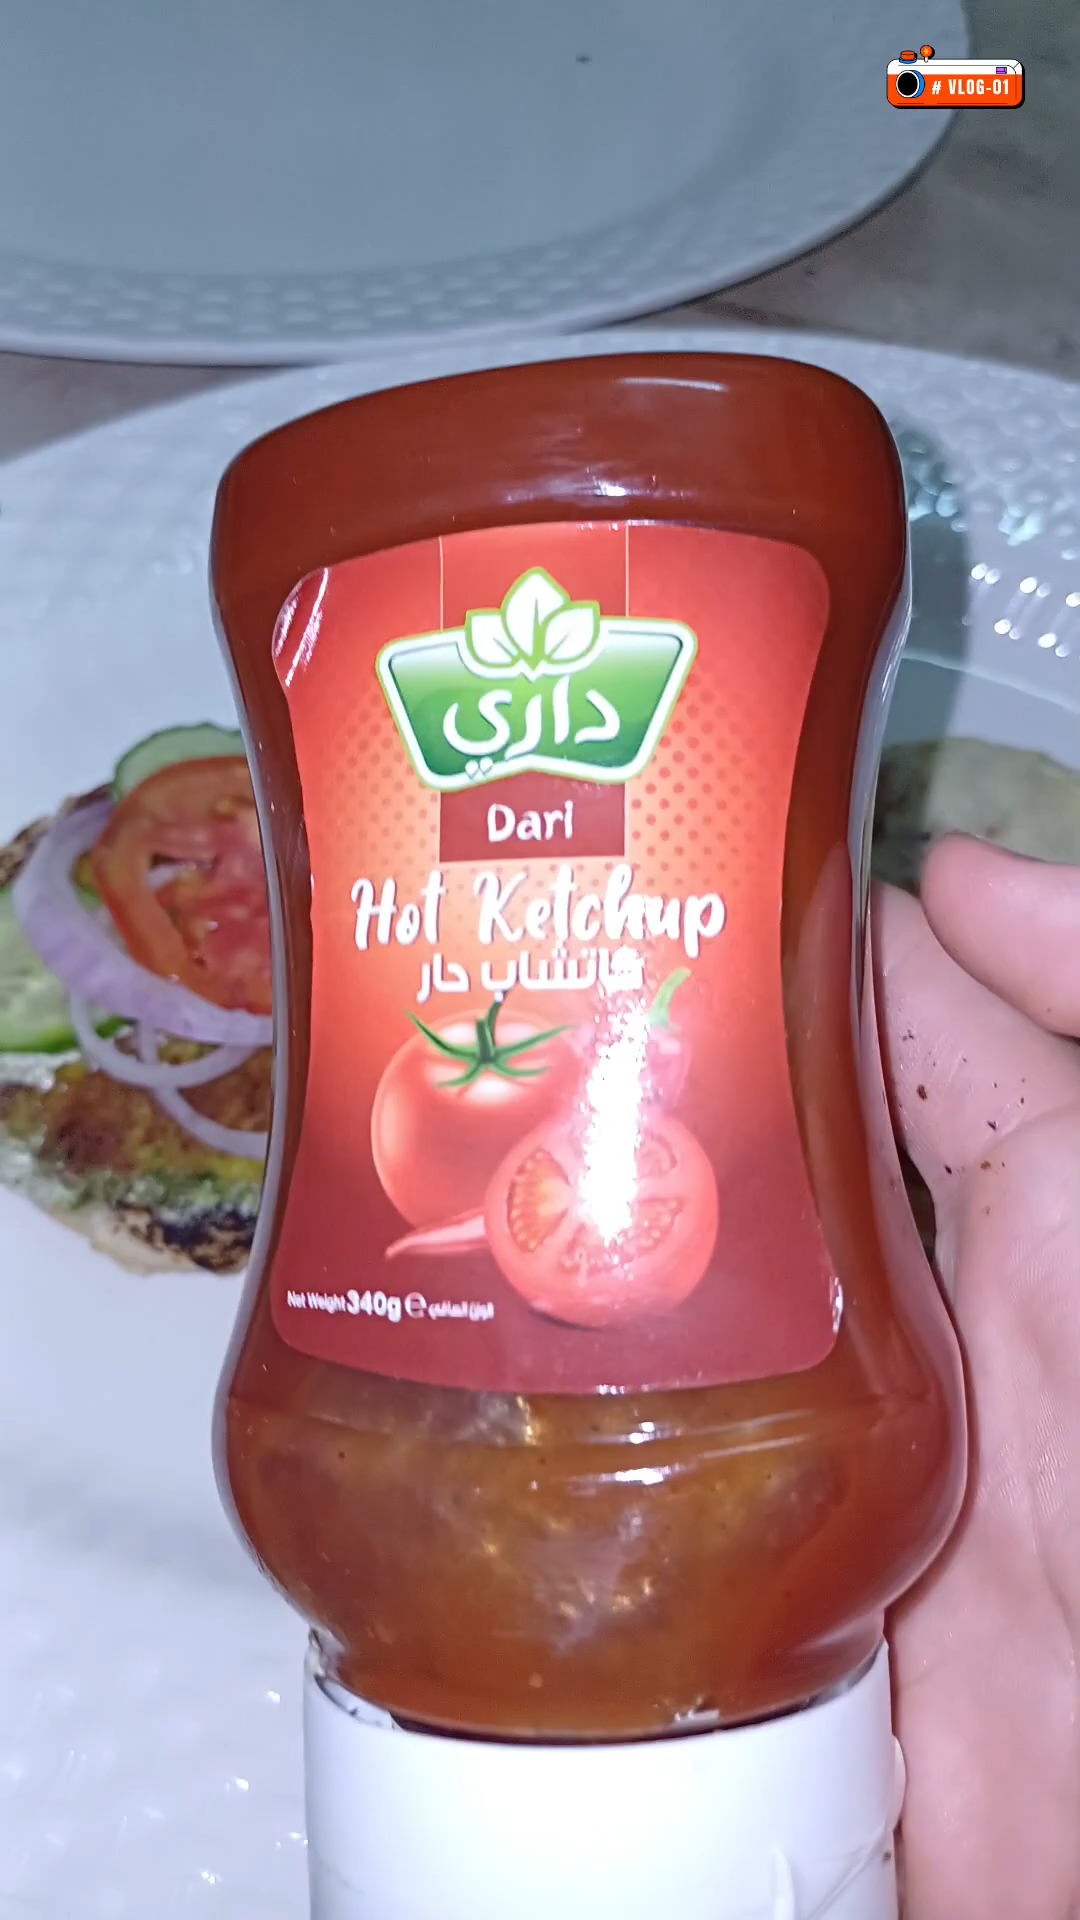 # VLOG-01
داري
Dari
Hot Ketchup
كاتشاب حار
Net Weight 340g e الوزن الصافي